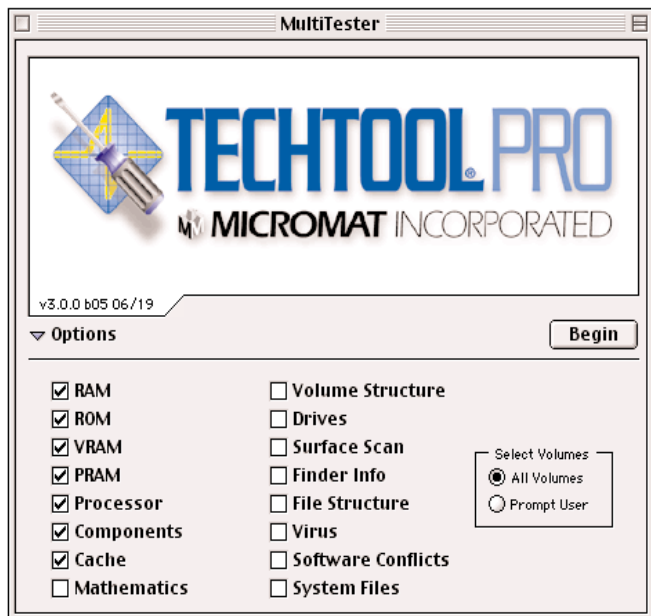 MultiTester
TECHTOOL® PRO
MM MICROMAT INCORPORATED
v3.0.0 b05 06/19
Options
Begin
RAM
ROM
VRAM
PRAM
Processor
Components
Cache
Mathematics
Volume Structure
Drives
Surface Scan
Finder Info
File Structure
Virus
Software Conflicts
System Files
Select Volumes
All Volumes
Prompt User